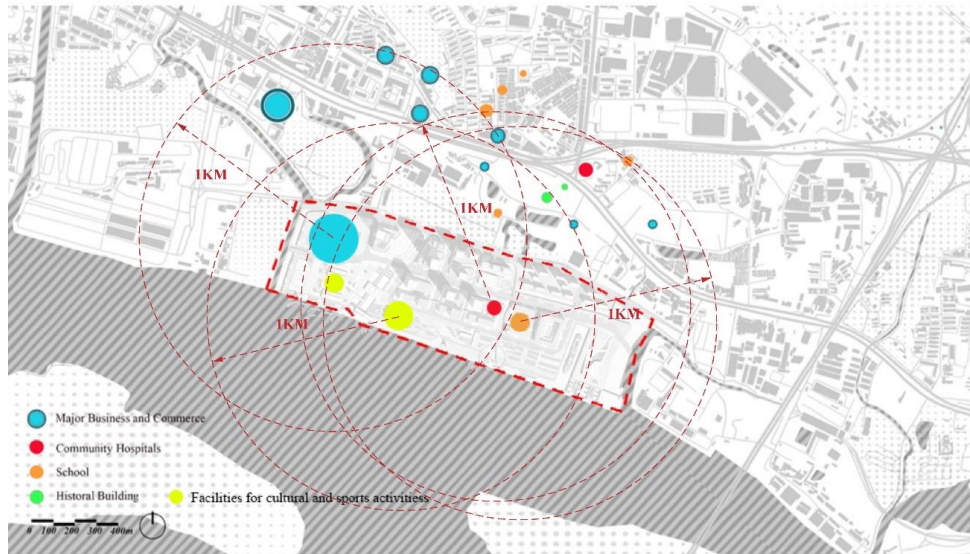 1KM
1KM
1KM
1KM
Major Business and Commerce
Community Hospitals
School
Historal Building
Facilities for cultural and sports activitiess
0 100 200 300 400m